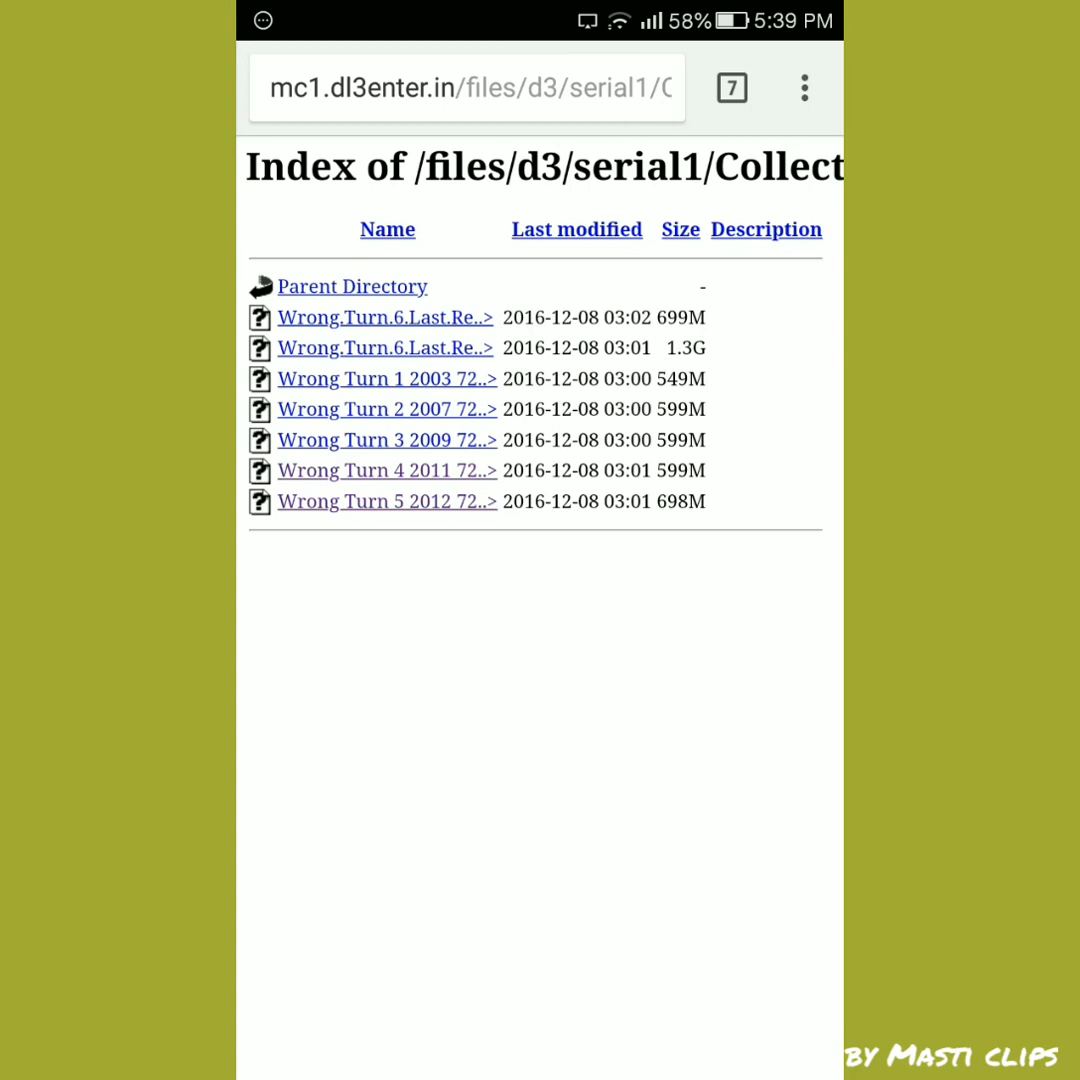 58% 5:39 PM
mc1.dl3enter.in/files/d3/serial1/C 7
Index of /files/d3/serial1/Collect
Name Last modified Size Description
Parent Directory -
Wrong.Turn.6.Last.Re..> 2016-12-08 03:02 699M
Wrong.Turn.6.Last.Re..> 2016-12-08 03:01 1.3G
Wrong Turn 1 2003 72..> 2016-12-08 03:00 549M
Wrong Turn 2 2007 72..> 2016-12-08 03:00 599M
Wrong Turn 3 2009 72..> 2016-12-08 03:00 599M
Wrong Turn 4 2011 72..> 2016-12-08 03:01 599M
Wrong Turn 5 2012 72..> 2016-12-08 03:01 698M
by Masti clips